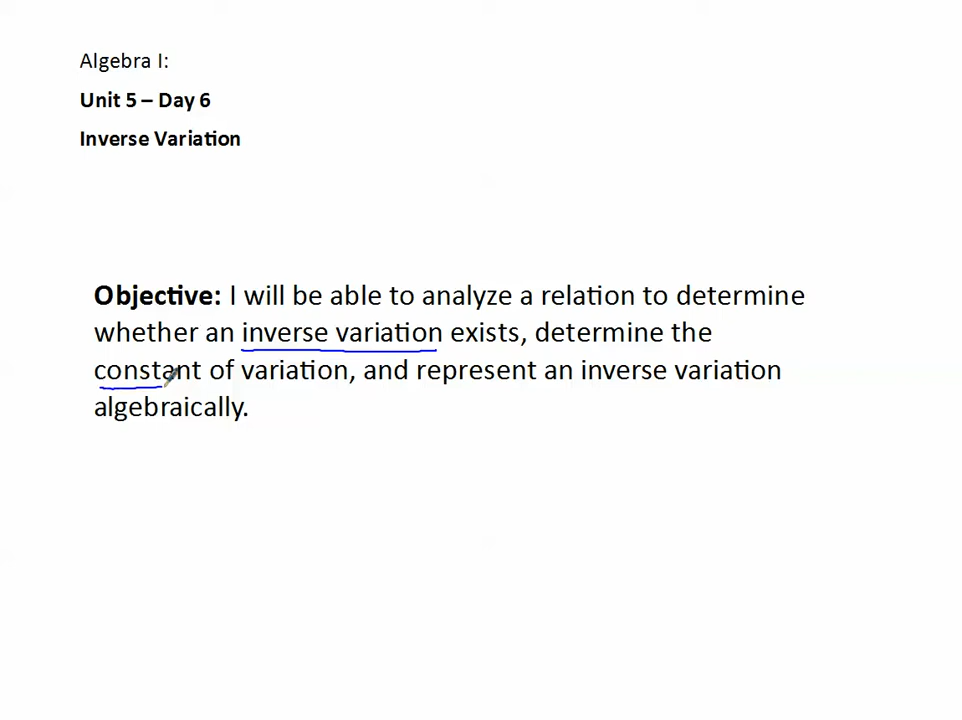 Algebra I:
Unit 5 – Day 6
Inverse Variation
Objective: I will be able to analyze a relation to determine
whether an inverse variation exists, determine the
constant of variation, and represent an inverse variation
algebraically.